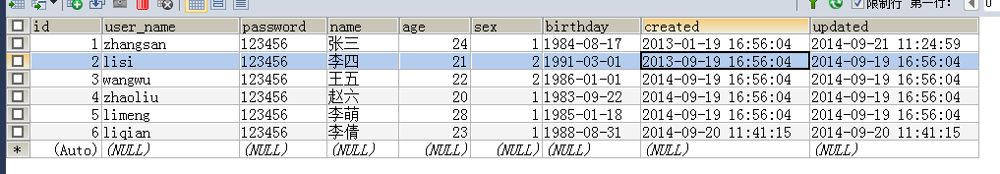 限制行 第一行: 0
id user_name password name age sex birthday created updated
1 zhangsan 123456 张三 24 1 1984-08-17 2013-01-19 16:56:04 2014-09-21 11:24:59
2 lisi 123456 李四 21 2 1991-03-01 2013-09-19 16:56:04 2014-09-19 16:56:04
3 wangwu 123456 王五 22 2 1986-01-01 2014-09-19 16:56:04 2014-09-19 16:56:04
4 zhaoliu 123456 赵六 20 1 1983-09-22 2014-09-19 16:56:04 2014-09-19 16:56:04
5 limeng 123456 李萌 28 1 1985-01-18 2014-09-19 16:56:04 2014-09-19 16:56:04
6 liqian 123456 李倩 23 1 1988-08-31 2014-09-20 11:41:15 2014-09-20 11:41:15
* (Auto) (NULL) (NULL) (NULL) (NULL) (NULL) (NULL) (NULL) (NULL)